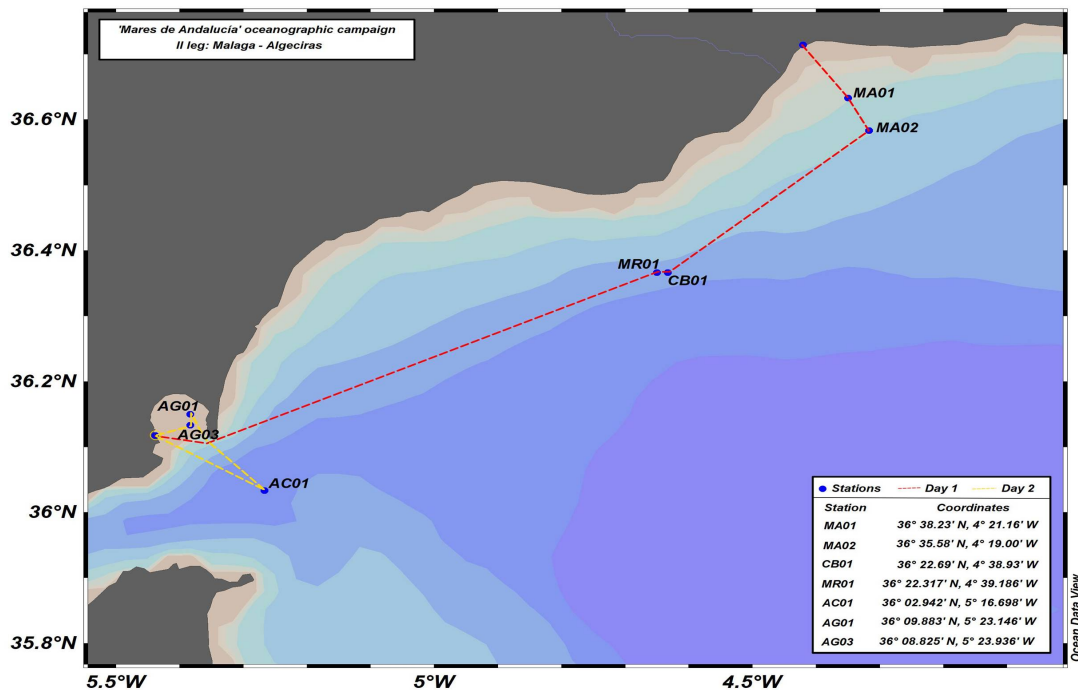 'Mares de Andalucía' oceanographic campaign
II leg: Malaga - Algeciras
36.6°N
36.4°N
36.2°N
36°N
35.8°N
5.5°W
5°W
4.5°W
MA01
MA02
MR01
CB01
AG01
AG03
AC01
Stations Day 1 Day 2
Station Coordinates
MA01 36° 38.23' N, 4° 21.16' W
MA02 36° 35.58' N, 4° 19.00' W
CB01 36° 22.69' N, 4° 38.93' W
MR01 36° 22.317' N, 4° 39.186' W
AC01 36° 02.942' N, 5° 16.698' W
AG01 36° 09.883' N, 5° 23.146' W
AG03 36° 08.825' N, 5° 23.936' W
Ocean Data View